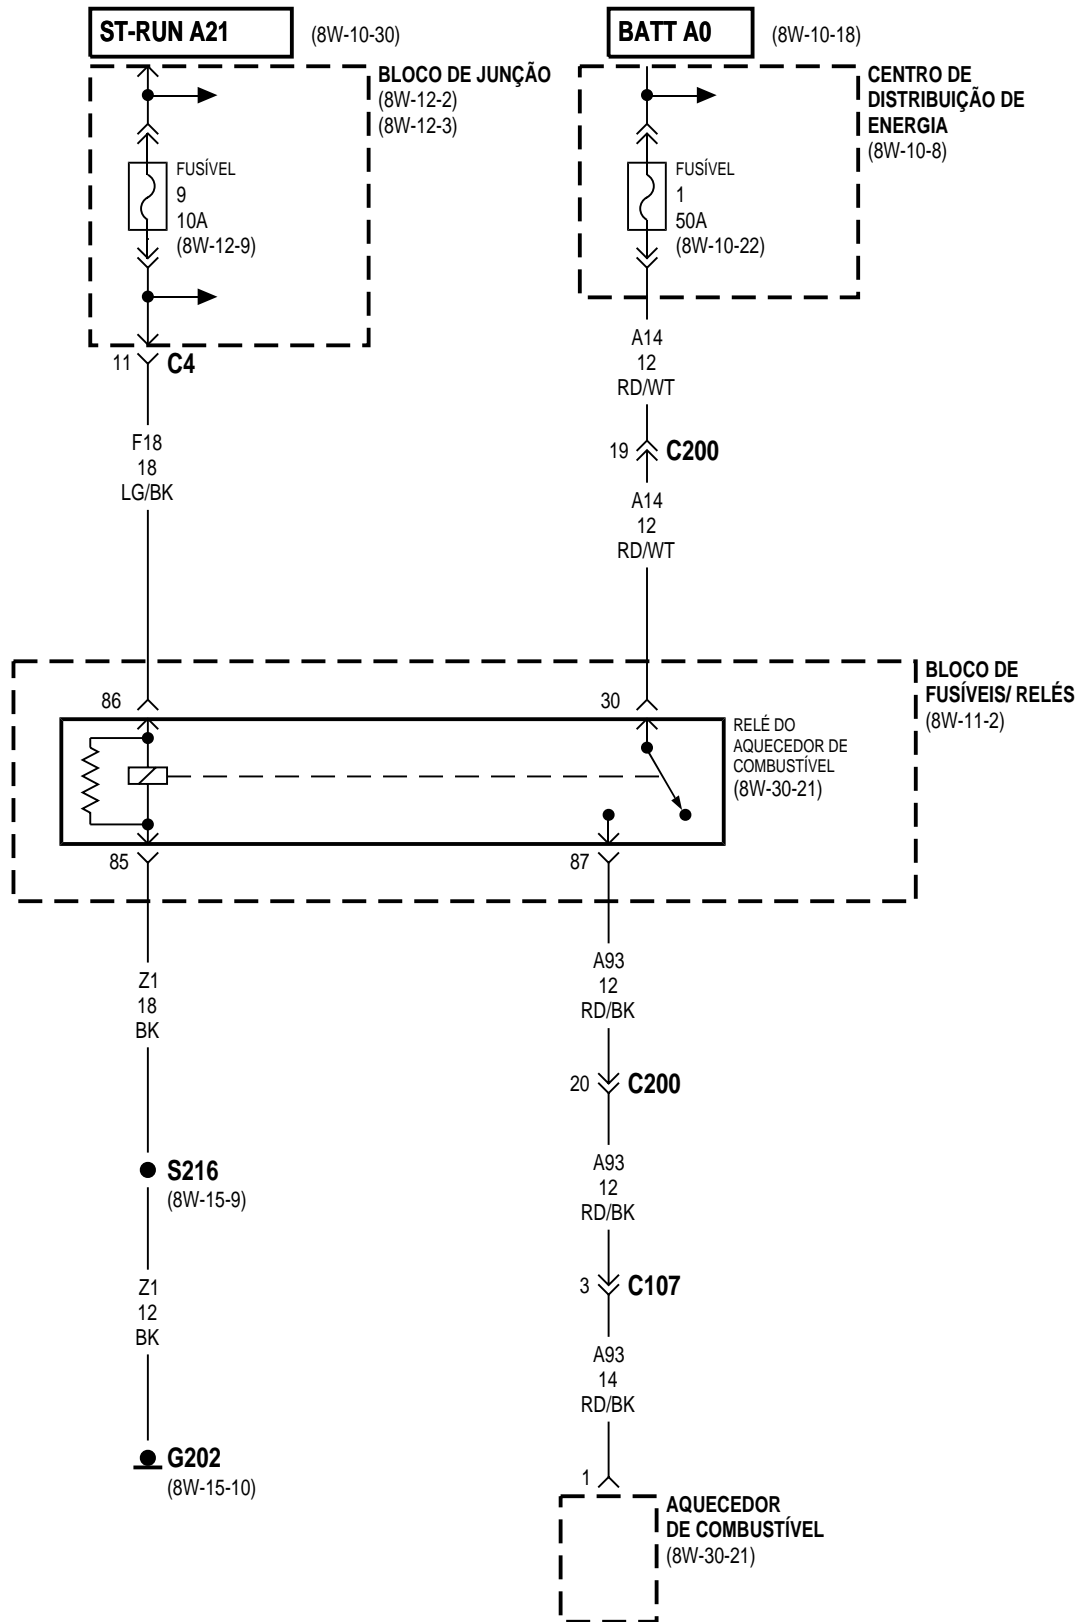 ST-RUN A21
(8W-10-30)
BATT A0
(8W-10-18)
BLOCO DE JUNÇÃO
(8W-12-2)
(8W-12-3)
CENTRO DE
DISTRIBUIÇÃO DE
ENERGIA
(8W-10-8)
FUSÍVEL
9
10A
(8W-12-9)
FUSÍVEL
1
50A
(8W-10-22)
11
C4
A14
12
RD/WT
F18
18
LG/BK
19
C200
A14
12
RD/WT
BLOCO DE
FUSÍVEIS/ RELÉS
(8W-11-2)
86
30
RELÉ DO
AQUECEDOR DE
COMBUSTÍVEL
(8W-30-21)
85
87
Z1
18
BK
A93
12
RD/BK
20
C200
S216
(8W-15-9)
A93
12
RD/BK
Z1
12
BK
3
C107
A93
14
RD/BK
G202
(8W-15-10)
1
AQUECEDOR
DE COMBUSTÍVEL
(8W-30-21)